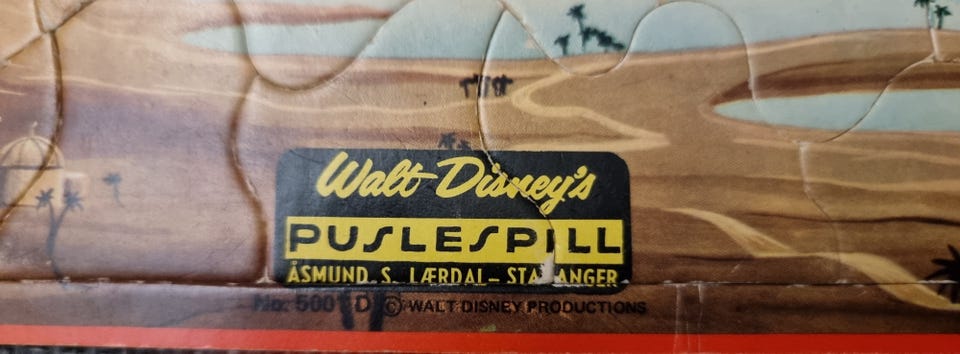 Walt Disney's
PUSLESPILL
ÅSMUND S. LÆRDAL – STAVANGER
No. 500 D © WALT DISNEY PRODUCTIONS